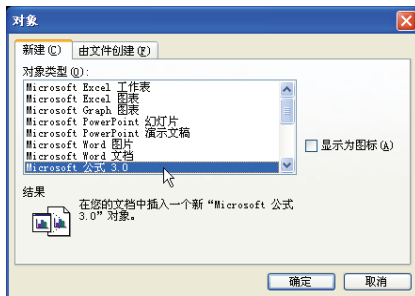 对象
新建(C)
由文件创建(F)
对象类型(O):
Microsoft Excel 工作表
Microsoft Excel 图表
Microsoft Graph 图表
Microsoft PowerPoint 幻灯片
Microsoft PowerPoint 演示文稿
Microsoft Word 图片
Microsoft Word 文档
Microsoft 公式 3.0
显示为图标(A)
结果
在您的文档中插入一个新“Microsoft 公式
3.0”对象。
确定
取消